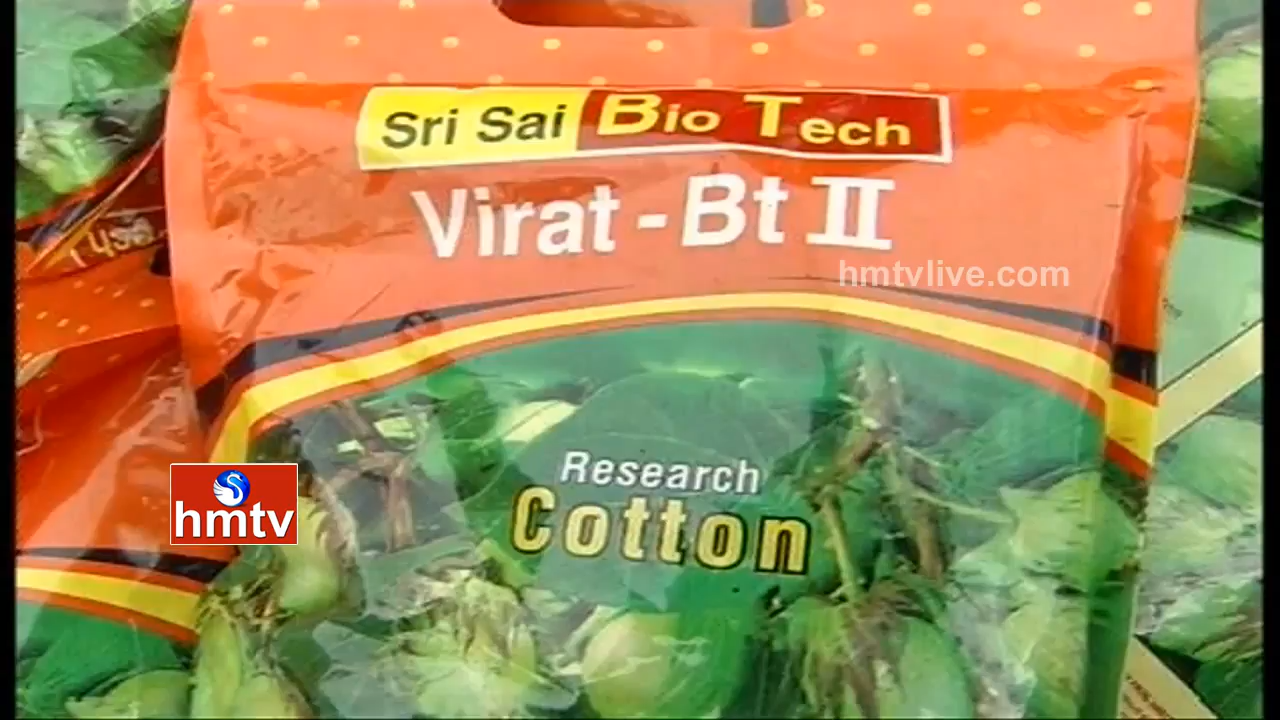 Sri Sai Bio Tech
Virat - Bt II
hmtvlive.com
Research
Cotton
hmtv